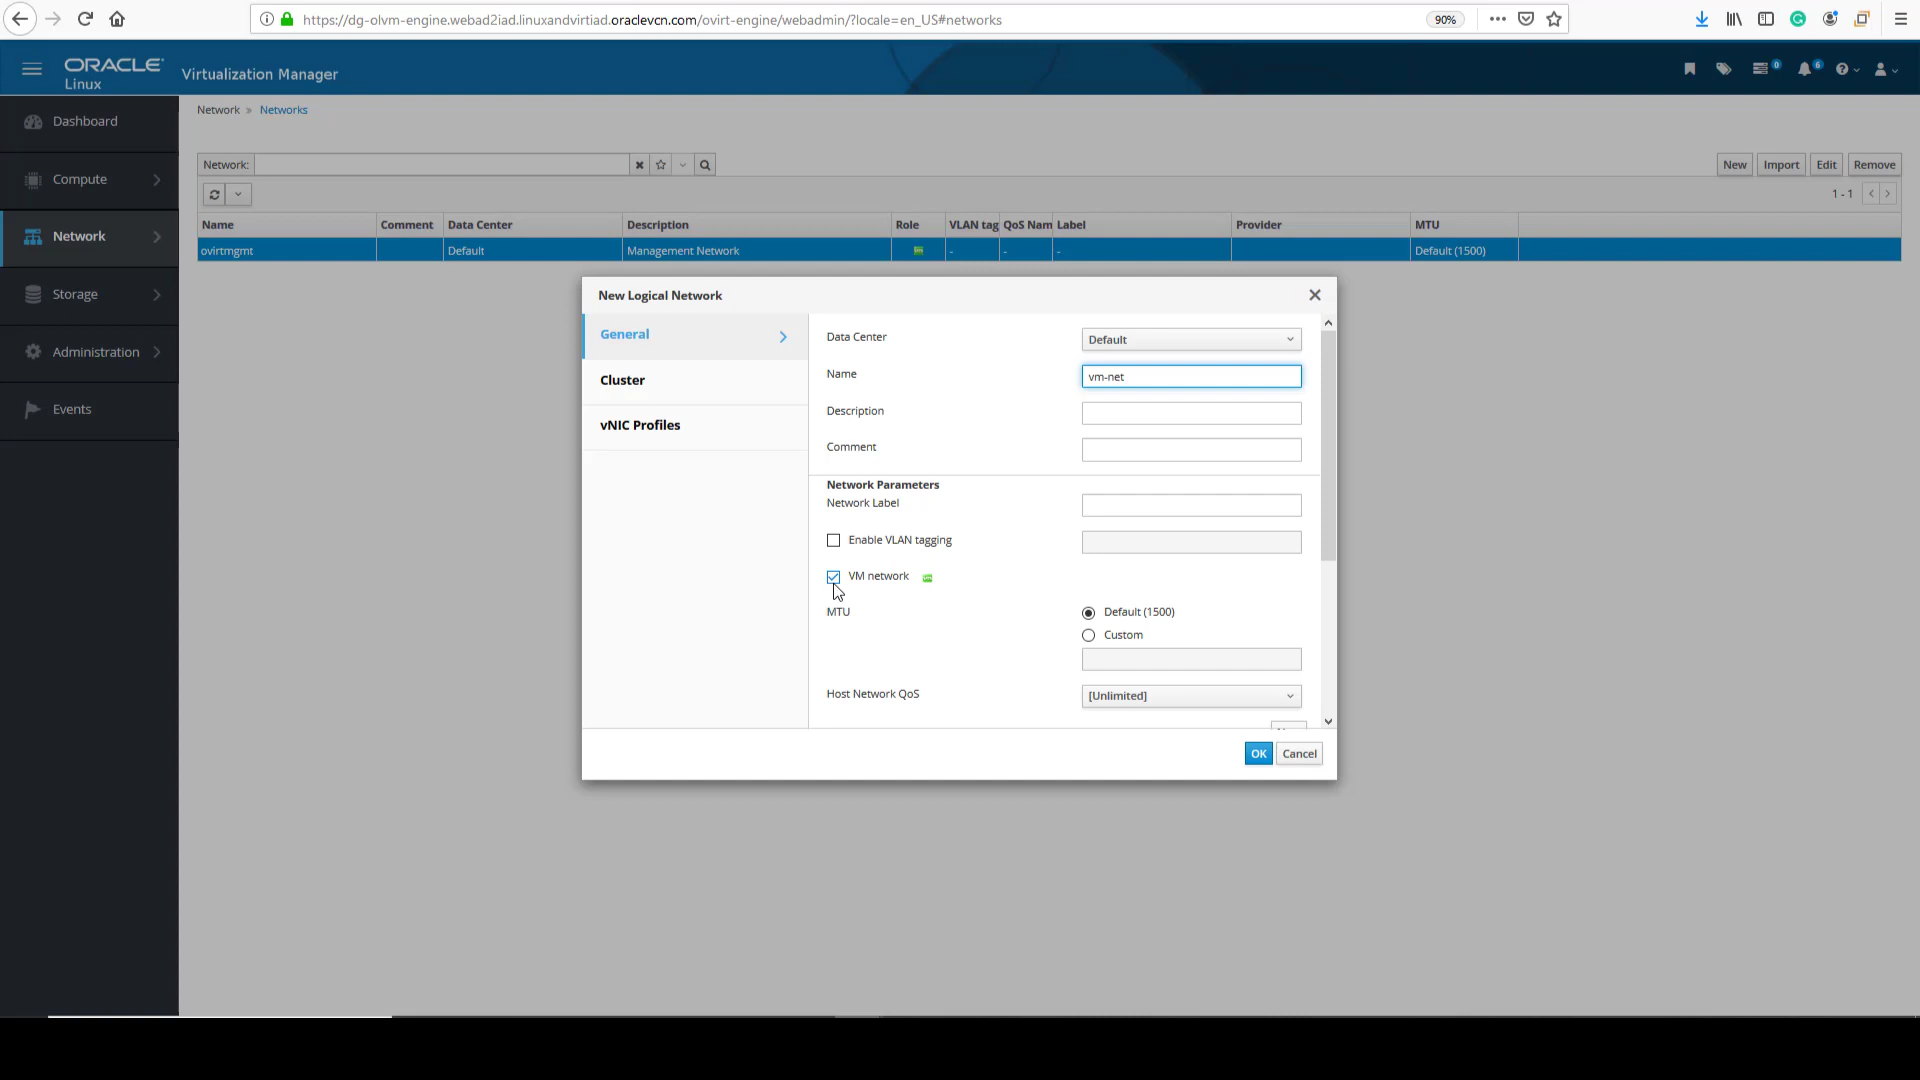 https://dg-olvm-engine.webad2iad.linuxandvirtiad.oraclevcn.com/ovirt-engine/webadmin/?locale=en_US#networks
90%
ORACLE
Linux
Virtualization Manager
0
6
Dashboard
Compute
Network
Storage
Administration
Events
Network » Networks
Network:
New
Import
Edit
Remove
1 - 1
Name Comment Data Center Description Role VLAN tag QoS Nam Label Provider MTU
ovirtmgmt Default Management Network - - - Default (1500)
New Logical Network
General
Cluster
vNIC Profiles
Data Center Default
Name vm-net
Description
Comment
Network Parameters
Network Label
Enable VLAN tagging
VM network
MTU Default (1500)
Custom
Host Network QoS [Unlimited]
OK Cancel